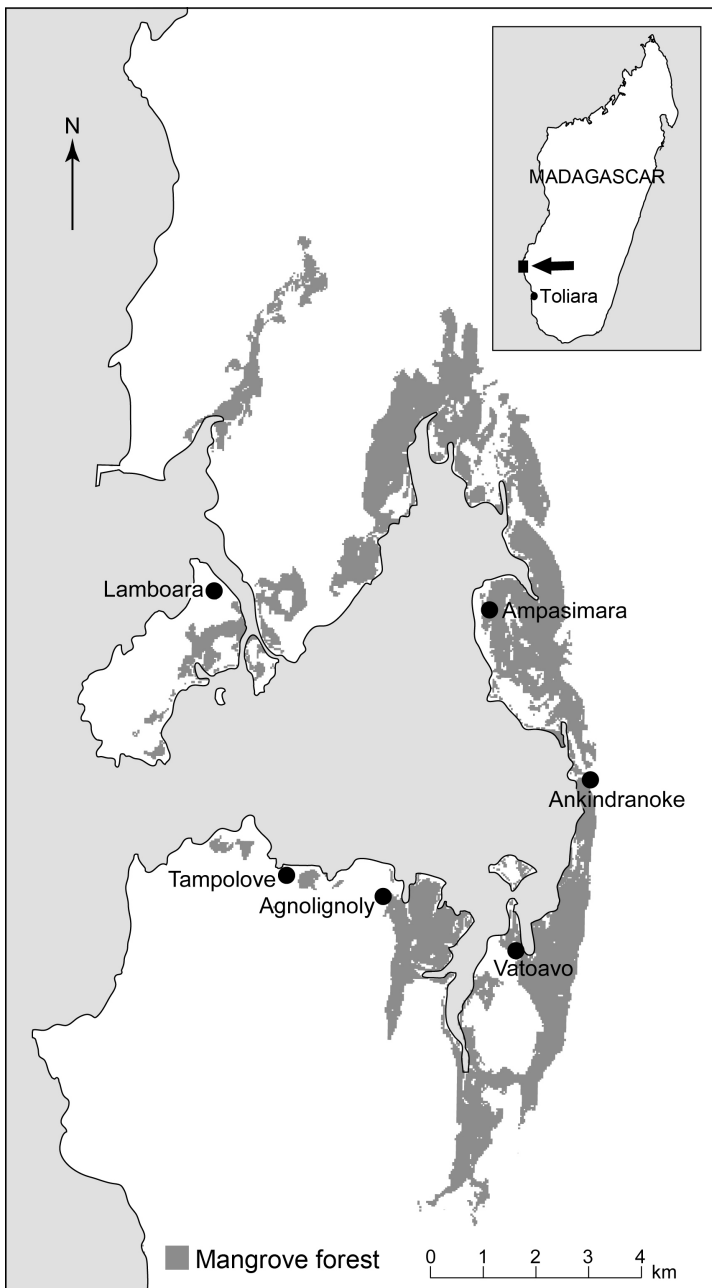 N
MADAGASCAR
Toliara
Lamboara
Ampasimara
Ankindranoke
Tampolove
Agnolignoly
Vatoavo
Mangrove forest
0 1 2 3 4
km